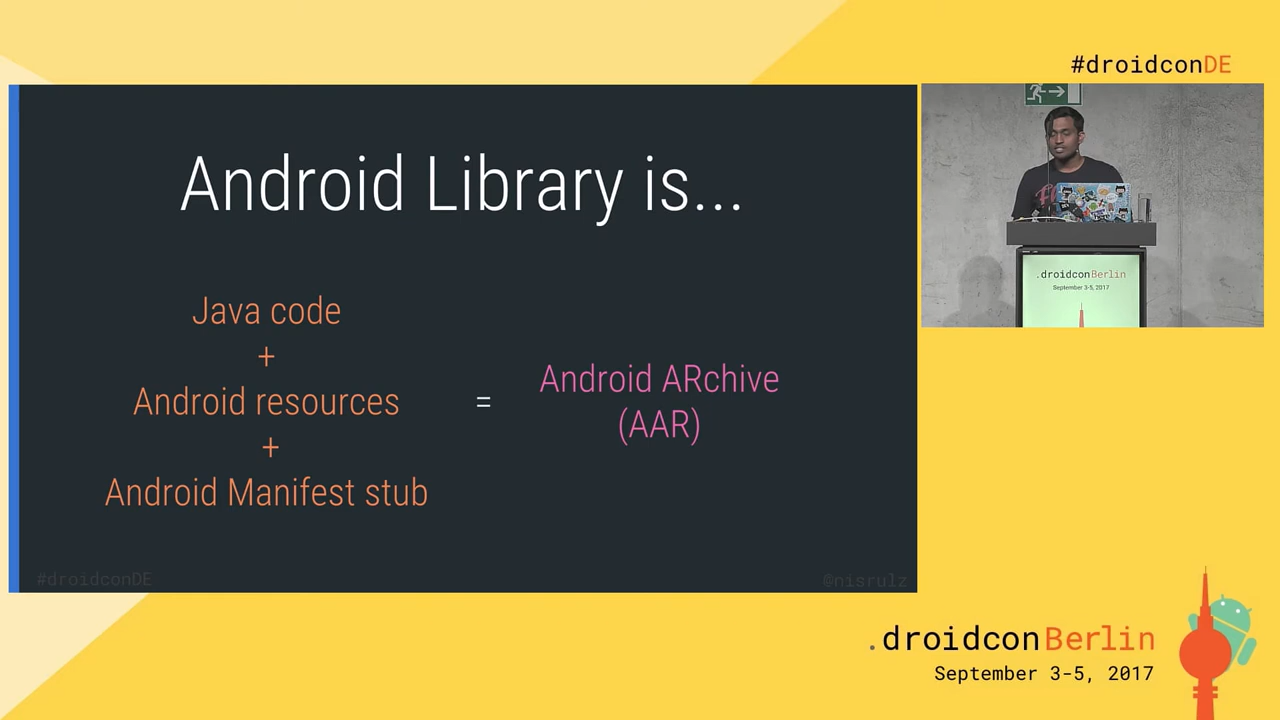 #droidconDE
Android Library is...
Java code
+
Android resources
+
Android Manifest stub
=
Android ARchive
(AAR)
#droidconDE
@nisrulz
.droidconBerlin
September 3-5, 2017
.droidconBerlin
September 3-5, 2017